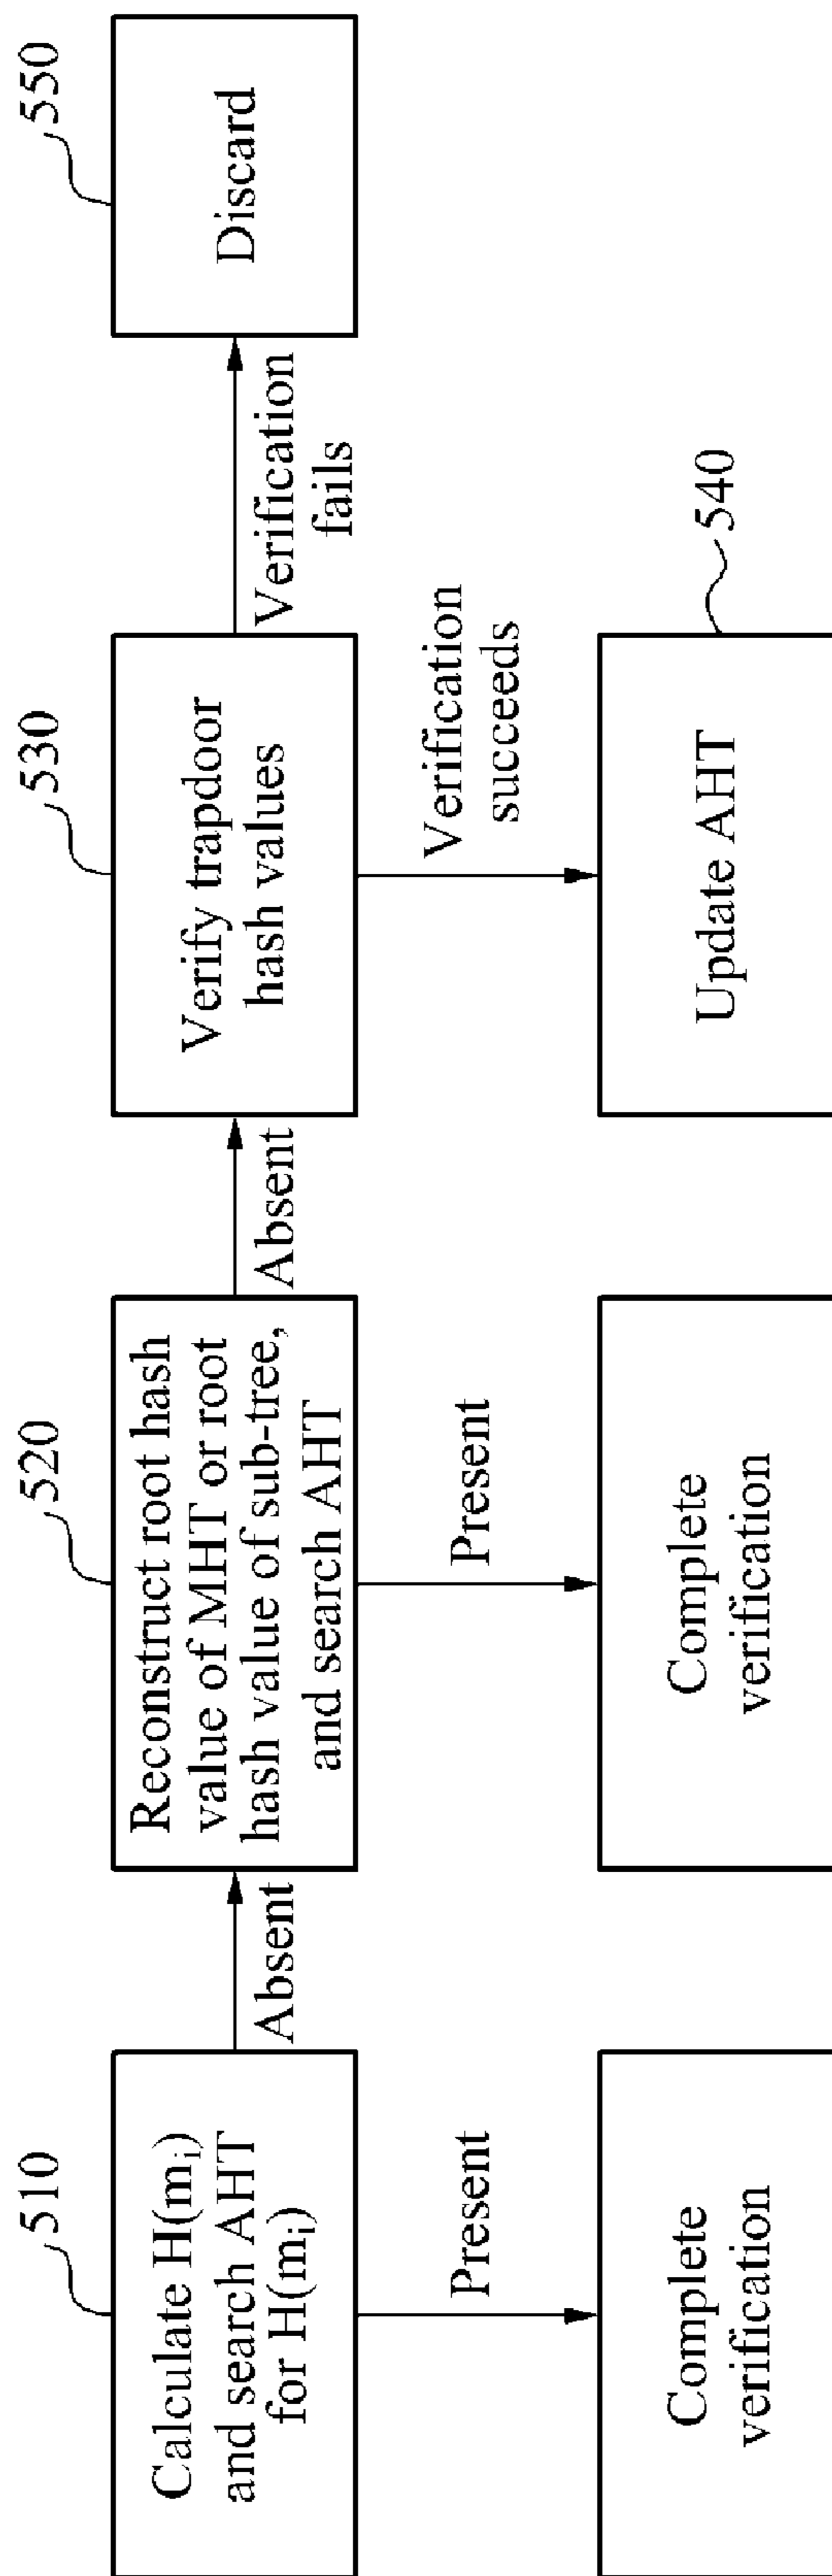 510
Calculate H(mᵢ)
and search AHT
for H(mᵢ)
Present
Complete
verification
Absent
520
Reconstruct root hash
value of MHT or root
hash value of sub-tree,
and search AHT
Present
Complete
verification
Absent
530
Verify trapdoor
hash values
Verification
succeeds
Update AHT
540
Verification
fails
550
Discard